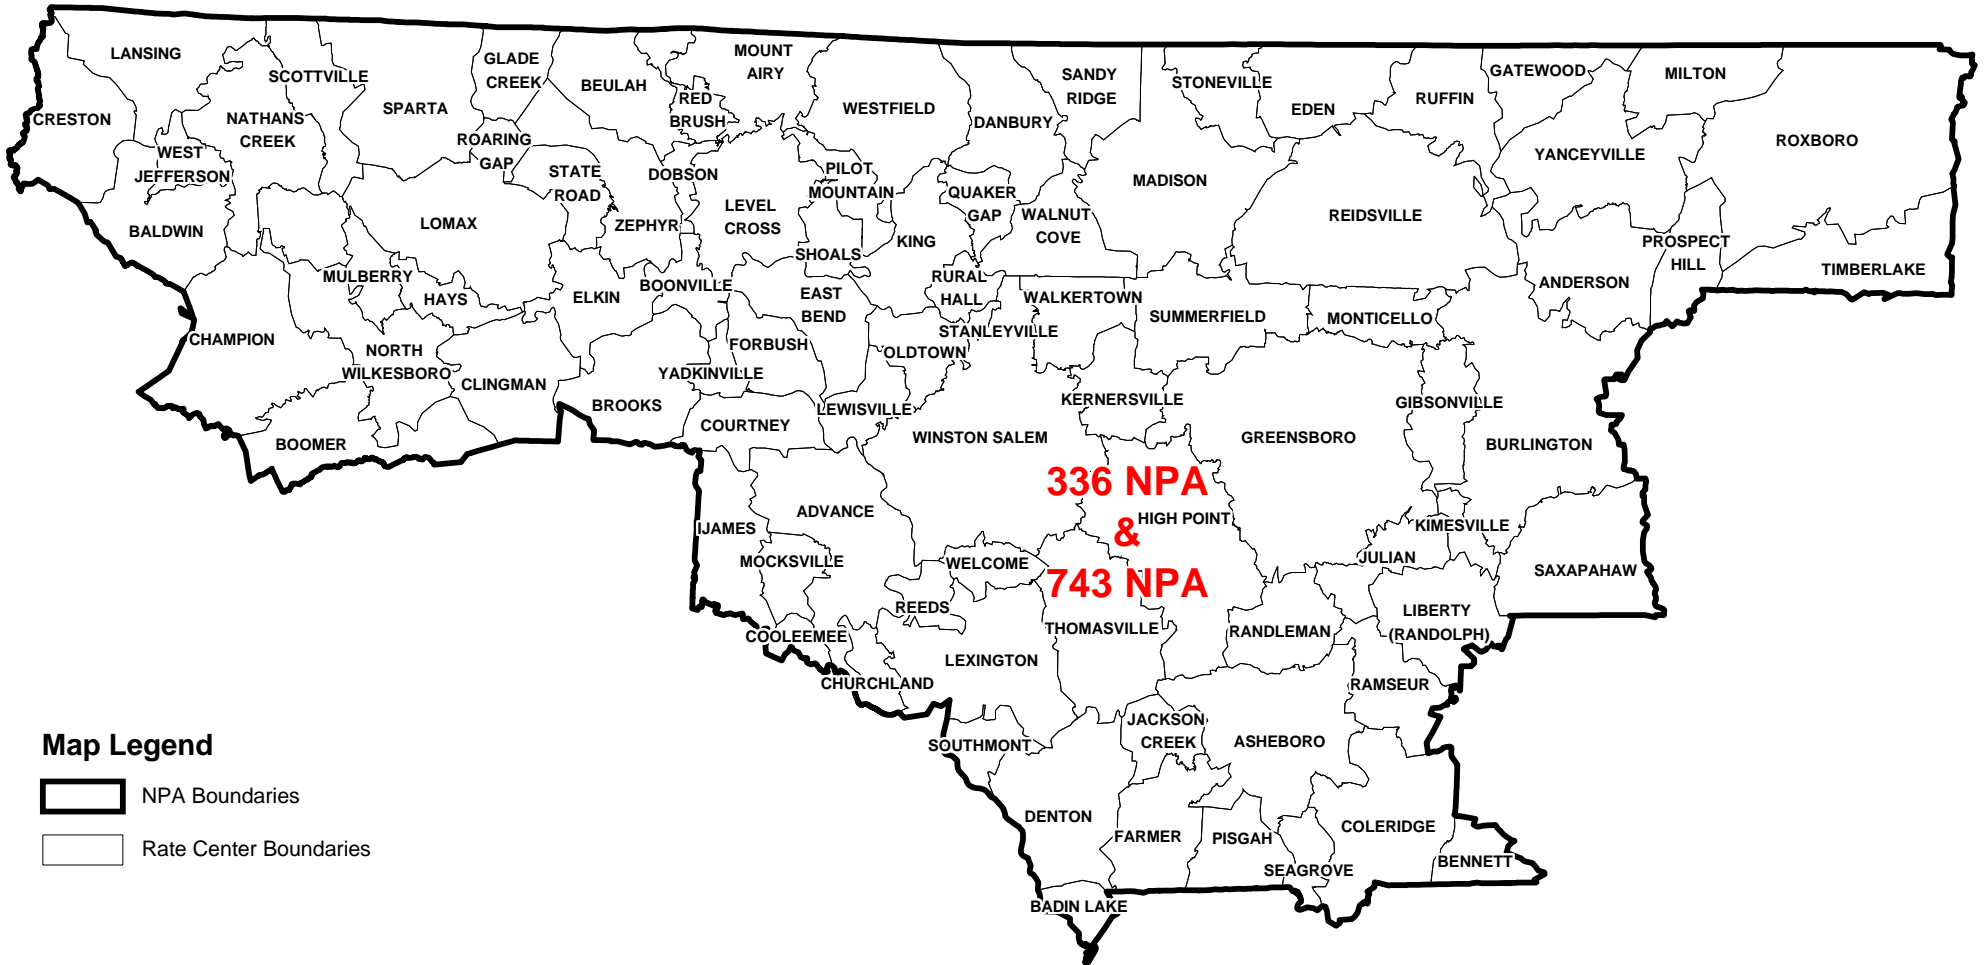 LANSING
SCOTTVILLE
GLADE
CREEK
MOUNT
AIRY
BEULAH
RED
BRUSH
SPARTA
WESTFIELD
SANDY
RIDGE
STONEVILLE
EDEN
RUFFIN
GATEWOOD
MILTON
CRESTON
NATHANS
CREEK
ROARING
GAP
DANBURY
YANCEYVILLE
ROXBORO
WEST
JEFFERSON
STATE
ROAD
DOBSON
PILOT
MOUNTAIN
QUAKER
GAP
MADISON
BALDWIN
LOMAX
ZEPHYR
LEVEL
CROSS
KING
WALNUT
COVE
REIDSVILLE
PROSPECT
HILL
TIMBERLAKE
SHOALS
MULBERRY
HAYS
ELKIN
BOONVILLE
EAST
BEND
RURAL
HALL
WALKERTOWN
SUMMERFIELD
MONTICELLO
ANDERSON
CHAMPION
NORTH
WILKESBORO
CLINGMAN
FORBUSH
STANLEYVILLE
OLDTOWN
YADKINVILLE
BROOKS
COURTNEY
LEWISVILLE
KERNERSVILLE
GIBSONVILLE
BOOMER
WINSTON SALEM
GREENSBORO
BURLINGTON
336 NPA
&
743 NPA
HIGH POINT
IJAMES
ADVANCE
KIMESVILLE
JULIAN
SAXAPAHAW
MOCKSVILLE
WELCOME
REEDS
LIBERTY
(RANDOLPH)
COOLEEMEE
THOMASVILLE
RANDLEMAN
LEXINGTON
CHURCHLAND
RAMSEUR
JACKSON
CREEK
SOUTHMONT
ASHEBORO
DENTON
FARMER
PISGAH
COLERIDGE
SEAGROVE
BENNETT
BADIN LAKE
Map Legend
NPA Boundaries
Rate Center Boundaries